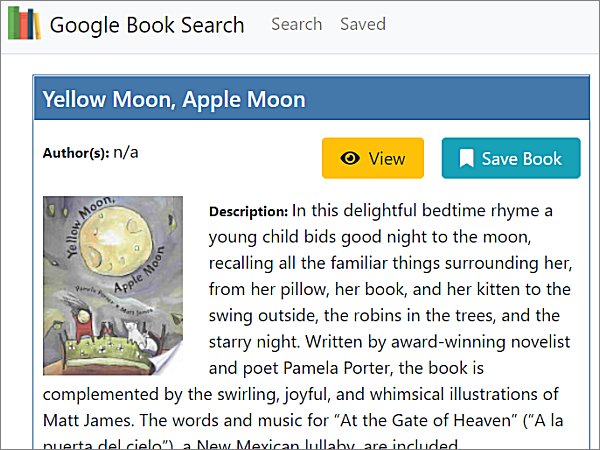 Google Book Search Search Saved
Yellow Moon, Apple Moon
Author(s): n/a
View
Save Book
Yellow Moon,
Apple Moon
Pamela Porter • Matt James
Description: In this delightful bedtime rhyme a
young child bids good night to the moon,
recalling all the familiar things surrounding her,
from her pillow, her book, and her kitten to the
swing outside, the robins in the trees, and the
starry night. Written by award-winning novelist
and poet Pamela Porter, the book is
complemented by the swirling, joyful, and whimsical illustrations of
Matt James. The words and music for “At the Gate of Heaven” (“A la
puerta del cielo”), a New Mexican lullaby, are included.